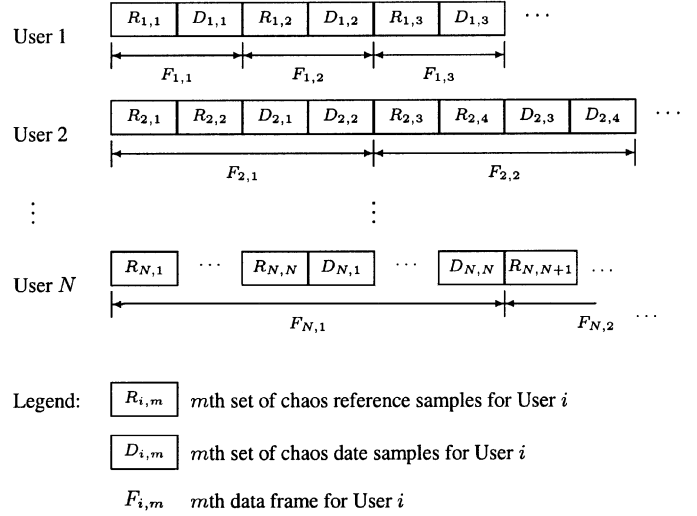 User 1 R1,1 D1,1 R1,2 D1,2 R1,3 D1,3 ···
F1,1 F1,2 F1,3
User 2 R2,1 R2,2 D2,1 D2,2 R2,3 R2,4 D2,3 D2,4 ···
F2,1 F2,2
⋮ ⋮
User N RN,1 ··· RN,N DN,1 ··· DN,N RN,N+1 ···
FN,1 FN,2 ···
Legend: Ri,m mth set of chaos reference samples for User i
Di,m mth set of chaos date samples for User i
Fi,m mth data frame for User i